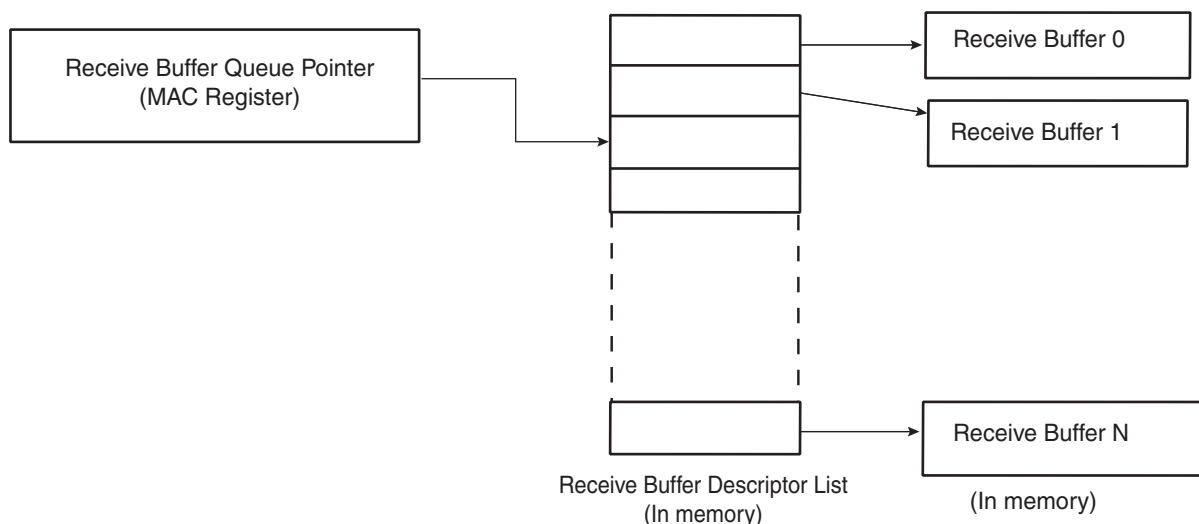 Receive Buffer Queue Pointer
(MAC Register)
Receive Buffer 0
Receive Buffer 1
Receive Buffer N
Receive Buffer Descriptor List
(In memory)
(In memory)